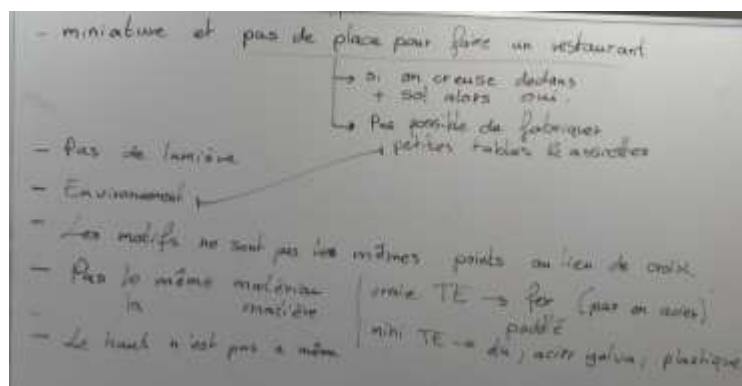 - miniature et pas de place pour faire un restaurant
→ si on creuse dedans
+ sol alors oui.
→ Pas possible de fabriquer
petites tables & assiettes
- Pas de lumière
- Environnement
- Les motifs ne sont pas les mêmes points au lieu de croix
- Pas le même matériau
la matière
vraie TE → fer (pas en acier)
puddlé
mini TE → du, acier galva, plastique
- Le haut n'est pas le même